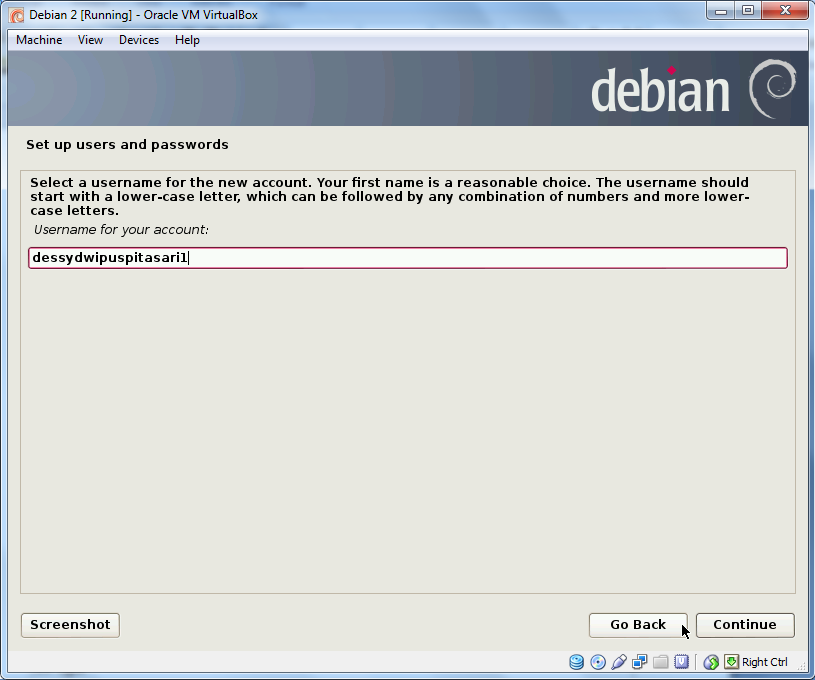 Debian 2 [Running] - Oracle VM VirtualBox
Machine View Devices Help
debian
Set up users and passwords
Select a username for the new account. Your first name is a reasonable choice. The username should
start with a lower-case letter, which can be followed by any combination of numbers and more lower-
case letters.
Username for your account:
dessydwipuspitasari1
Screenshot Go Back Continue
Right Ctrl